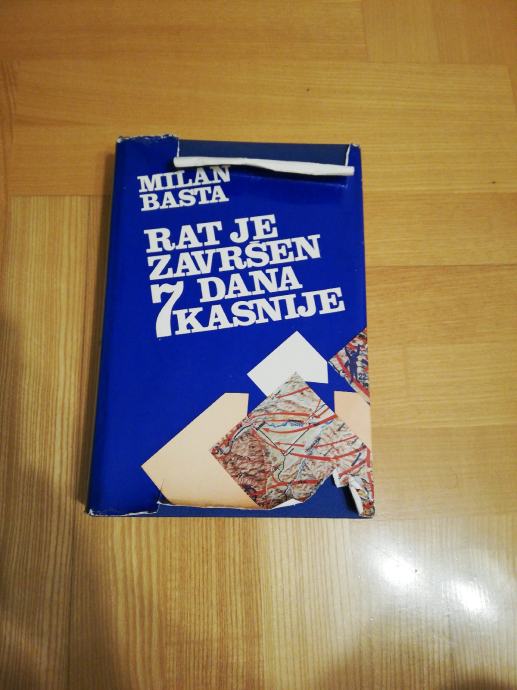 MILAN
BASTA
RAT JE
ZAVRŠEN
7 DANA
KASNIJE